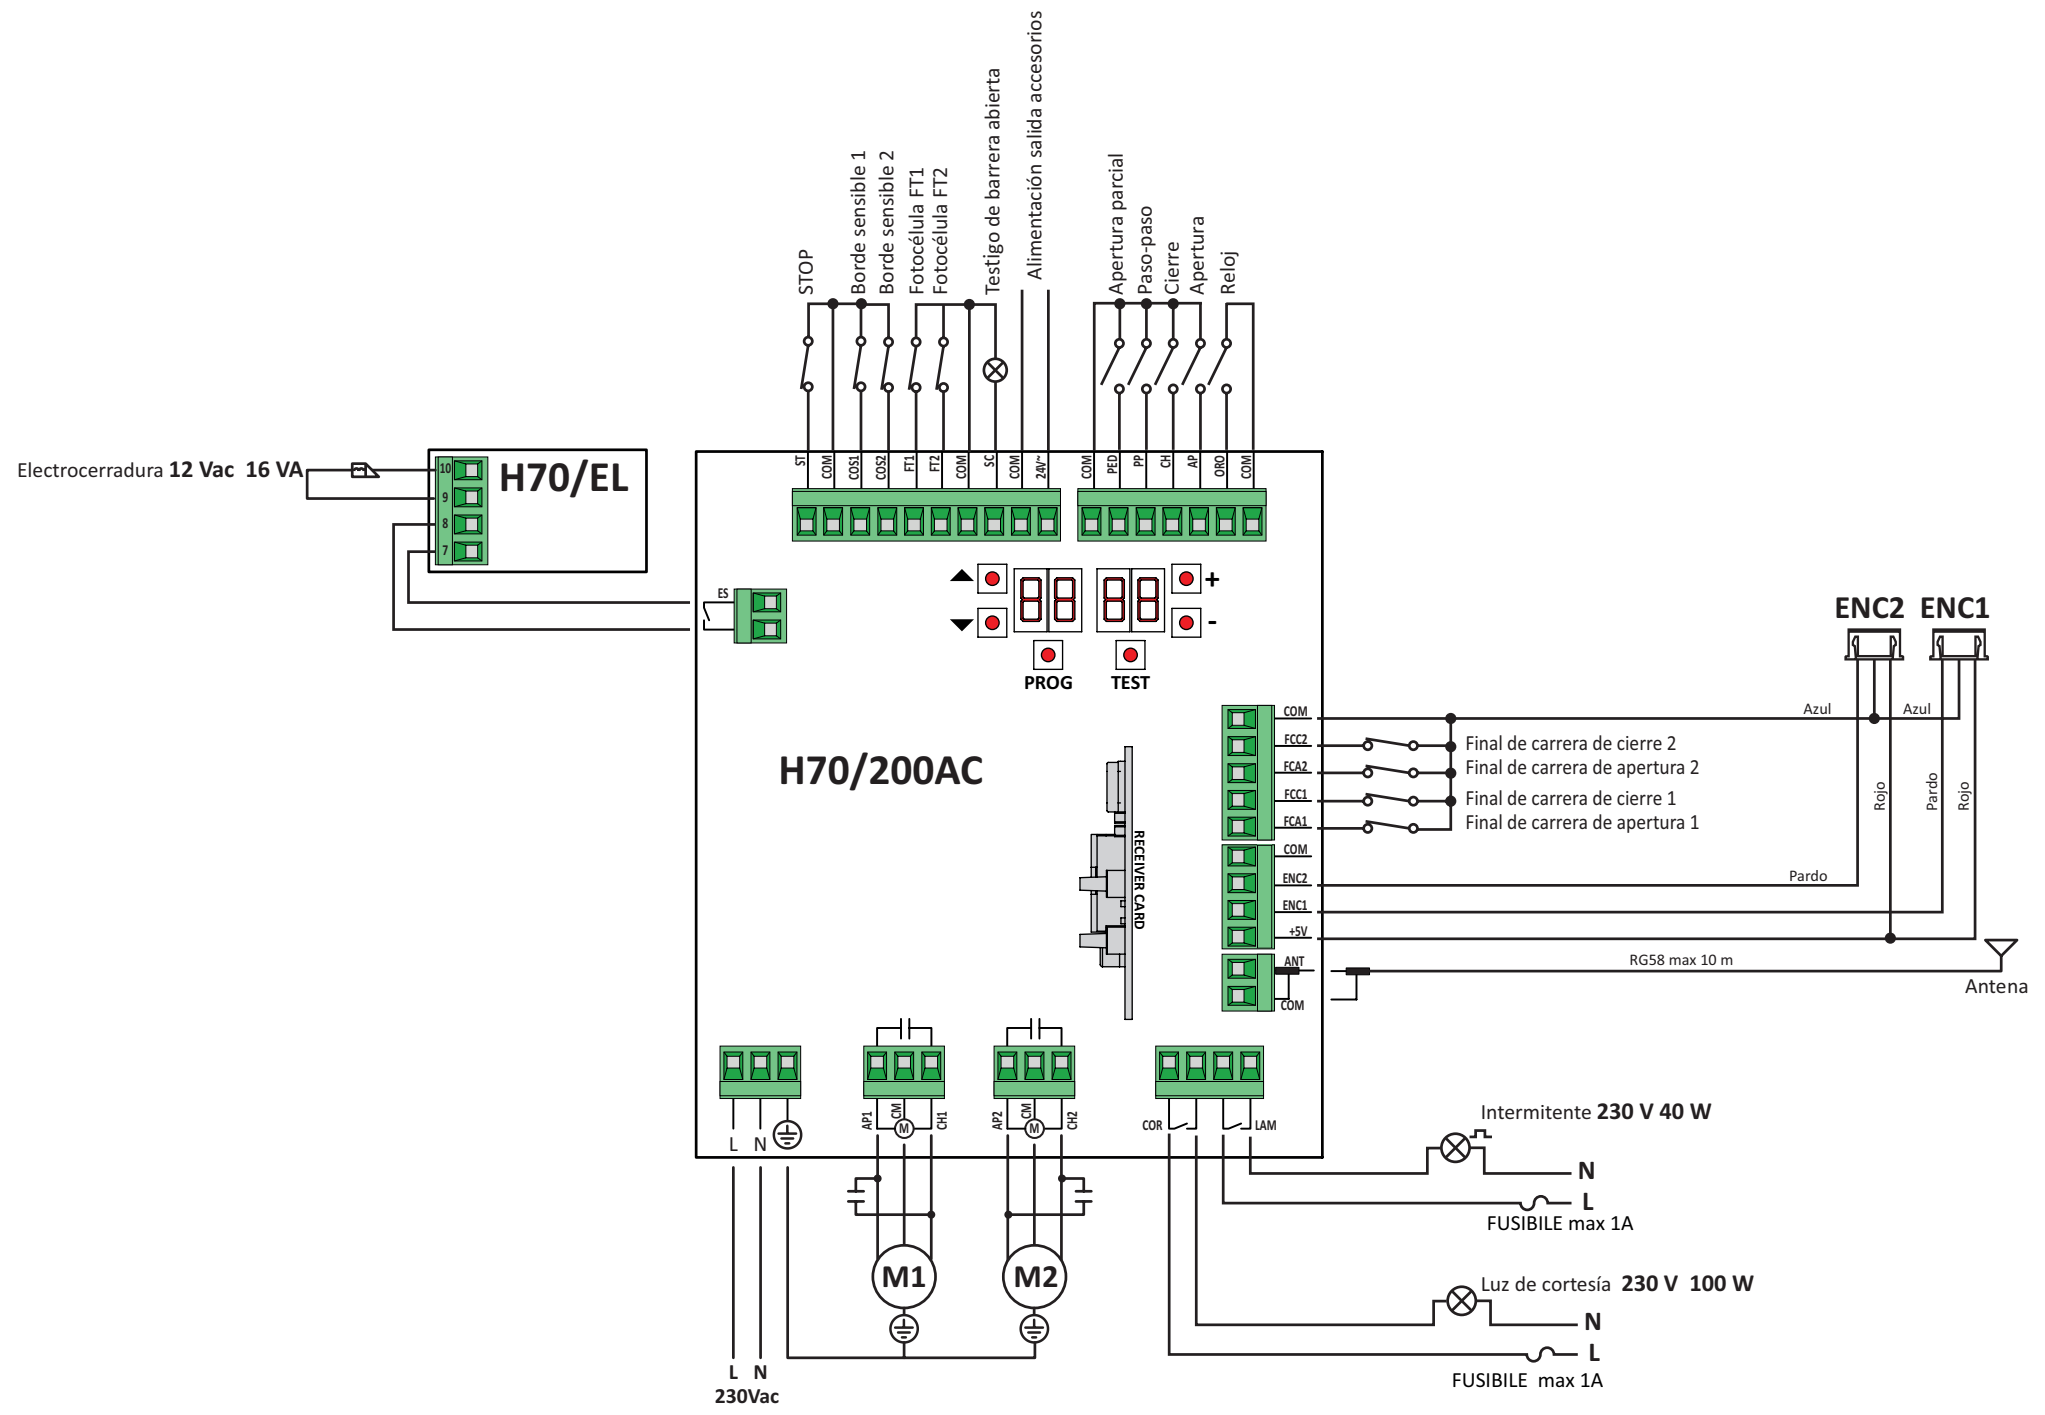 STOP
Borde sensible 1
Borde sensible 2
Fotocélula FT1
Fotocélula FT2
Testigo de barrera abierta
Alimentación salida accesorios
Apertura parcial
Paso-paso
Cierre
Apertura
Reloj
Electrocerradura 12 Vac 16 VA
10
9
8
7
H70/EL
ST
COM
COS1
COS2
FT1
FT2
COM
SC
COM
24V~
COM
PED
PP
CH
AP
ORO
COM
ES
+
-
PROG
TEST
H70/200AC
RECEIVER CARD
ENC2
ENC1
COM
FCC2
FCA2
FCC1
FCA1
COM
ENC2
ENC1
+5V
ANT
COM
Azul
Azul
Final de carrera de cierre 2
Final de carrera de apertura 2
Final de carrera de cierre 1
Final de carrera de apertura 1
Rojo
Pardo
Rojo
Pardo
RG58 max 10 m
Antena
L
N
AP1
CM
CH1
M
AP2
CM
CH2
M
COR
LAM
M1
M2
L N
230Vac
Intermitente 230 V 40 W
N
L
FUSIBILE max 1A
Luz de cortesía 230 V 100 W
N
L
FUSIBILE max 1A